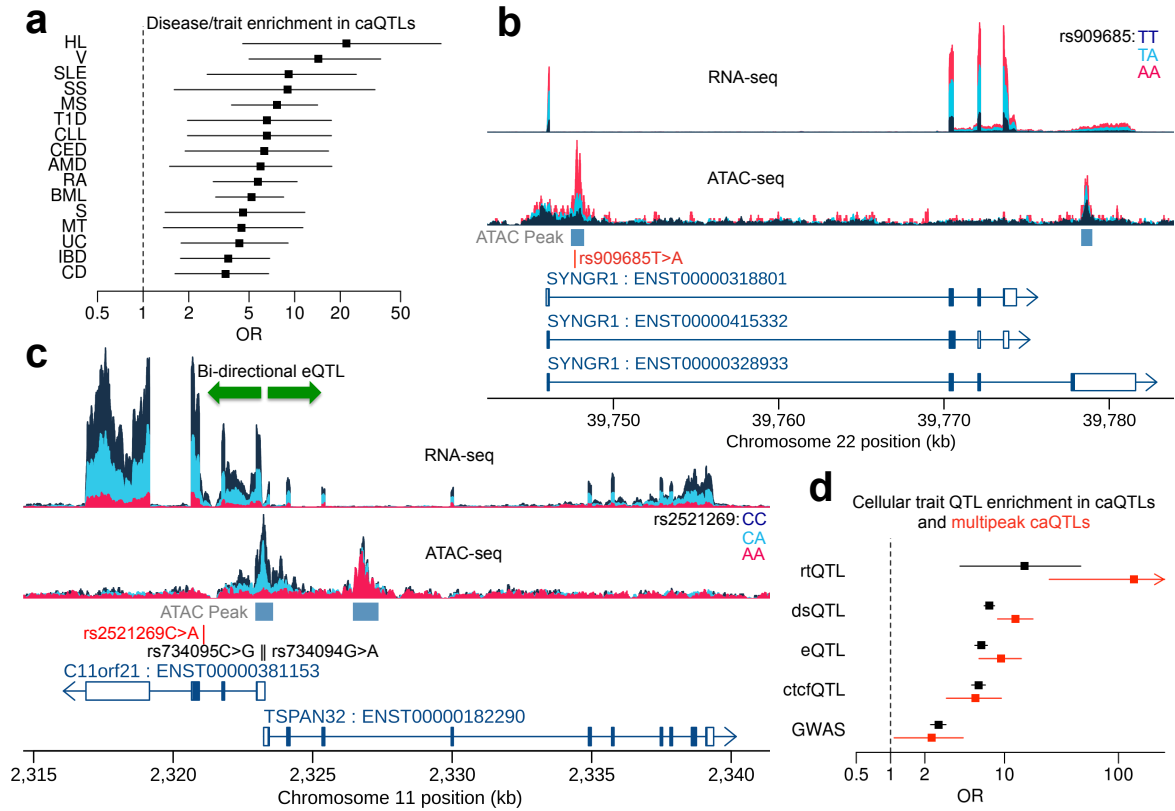 a
Disease/trait enrichment in caQTLs
HL
V
SLE
SS
MS
T1D
CLL
CED
AMD
RA
BML
S
MT
UC
IBD
CD
0.5 1 2 5 10 20 50
OR
b
rs909685: TT
TA
AA
RNA-seq
ATAC-seq
ATAC Peak
rs909685T>A
SYNGR1 : ENST00000318801
SYNGR1 : ENST00000415332
SYNGR1 : ENST00000328933
39,750 39,760 39,770 39,780
Chromosome 22 position (kb)
c
Bi-directional eQTL
RNA-seq
rs2521269: CC
CA
AA
ATAC-seq
ATAC Peak
rs2521269C>A
rs734095C>G || rs734094G>A
C11orf21 : ENST00000381153
TSPAN32 : ENST00000182290
2,315 2,320 2,325 2,330 2,335 2,340
Chromosome 11 position (kb)
d
Cellular trait QTL enrichment in caQTLs
and multipeak caQTLs
rtQTL
dsQTL
eQTL
ctcfQTL
GWAS
0.5 1 2 10 100
OR